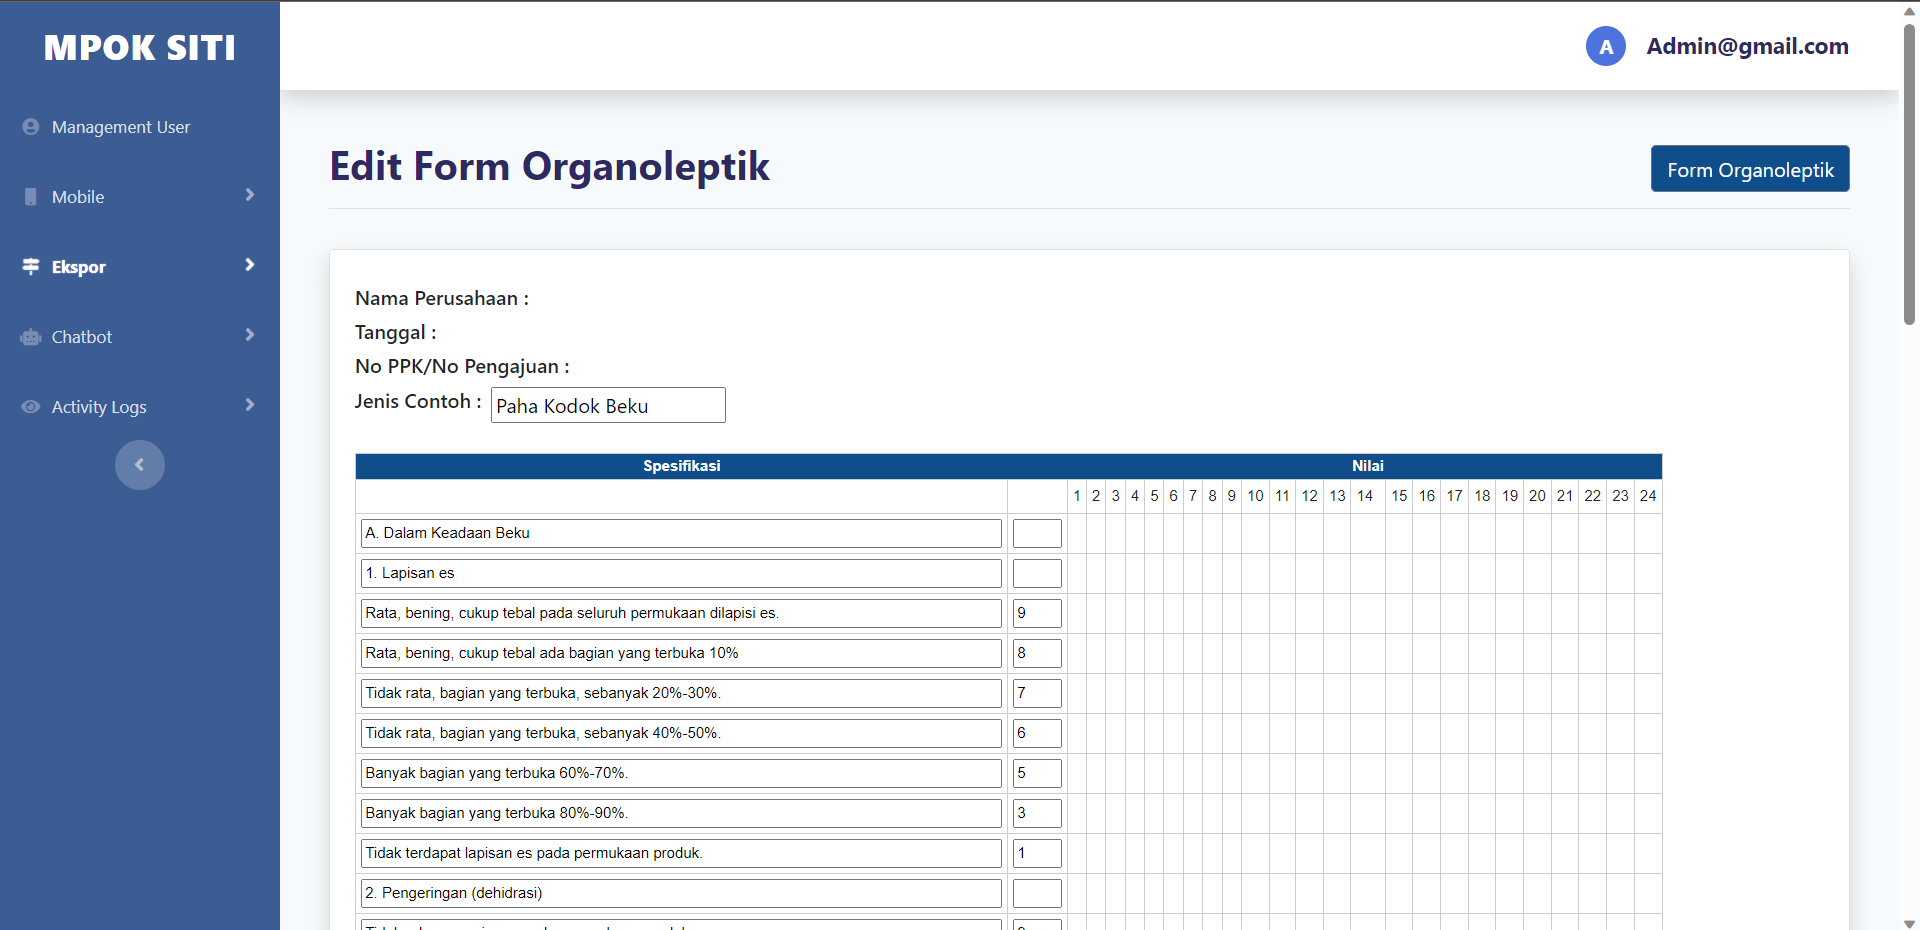 MPOK SITI
A Admin@gmail.com
Management User
Mobile
Ekspor
Chatbot
Activity Logs
Edit Form Organoleptik
Form Organoleptik
Nama Perusahaan :
Tanggal :
No PPK/No Pengajuan :
Jenis Contoh : Paha Kodok Beku
Spesifikasi Nilai
1 2 3 4 5 6 7 8 9 10 11 12 13 14 15 16 17 18 19 20 21 22 23 24
A. Dalam Keadaan Beku
1. Lapisan es
Rata, bening, cukup tebal pada seluruh permukaan dilapisi es. 9
Rata, bening, cukup tebal ada bagian yang terbuka 10% 8
Tidak rata, bagian yang terbuka, sebanyak 20%-30%. 7
Tidak rata, bagian yang terbuka, sebanyak 40%-50%. 6
Banyak bagian yang terbuka 60%-70%. 5
Banyak bagian yang terbuka 80%-90%. 3
Tidak terdapat lapisan es pada permukaan produk. 1
2. Pengeringan (dehidrasi)